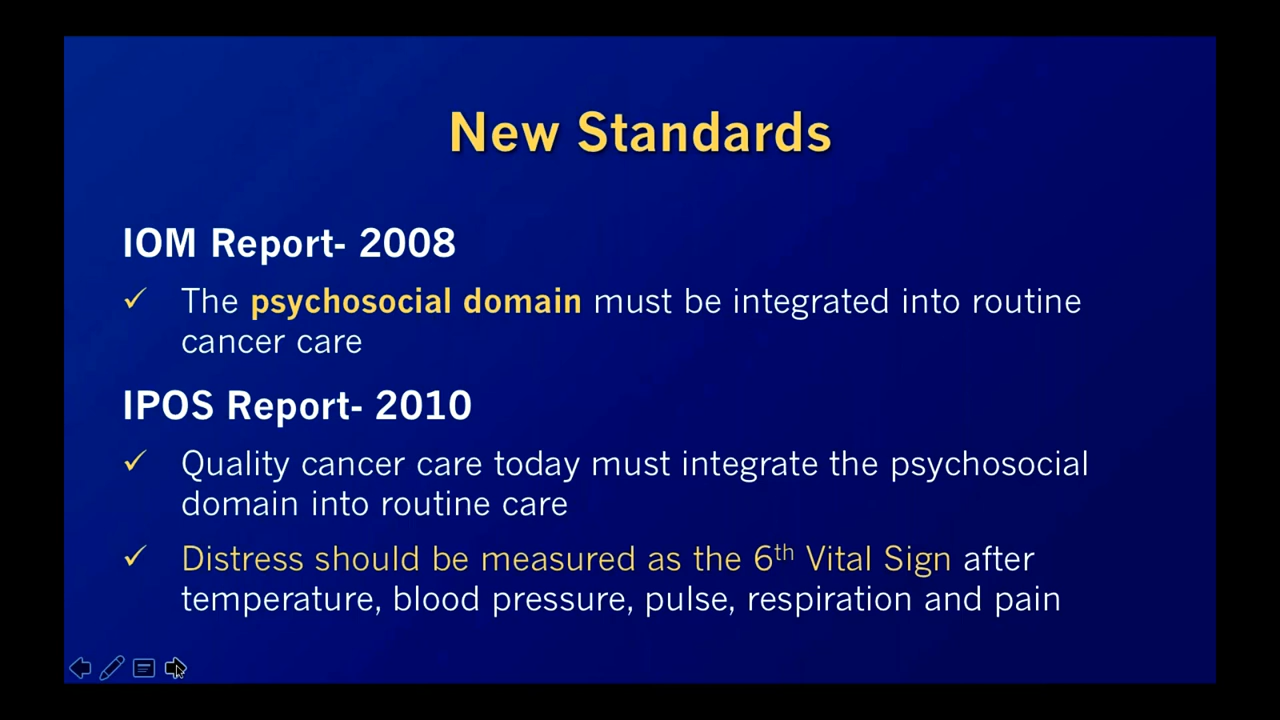 New Standards
IOM Report- 2008
✓ The psychosocial domain must be integrated into routine
cancer care
IPOS Report- 2010
✓ Quality cancer care today must integrate the psychosocial
domain into routine care
✓ Distress should be measured as the 6th Vital Sign after
temperature, blood pressure, pulse, respiration and pain